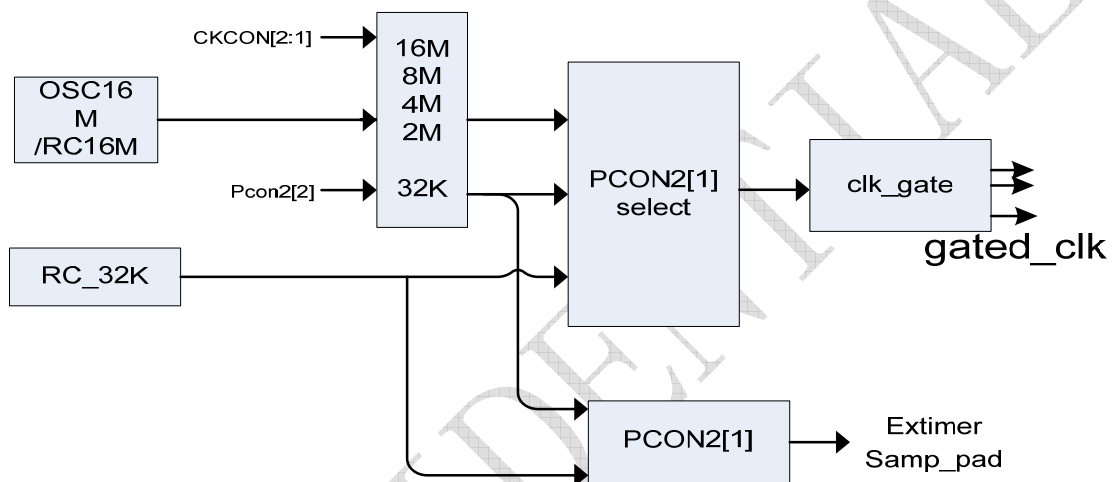 CKCON[2:1]
OSC16
M
/RC16M
Pcon2[2]
16M
8M
4M
2M
32K
RC_32K
PCON2[1]
select
clk_gate
gated_clk
PCON2[1]
Extimer
Samp_pad